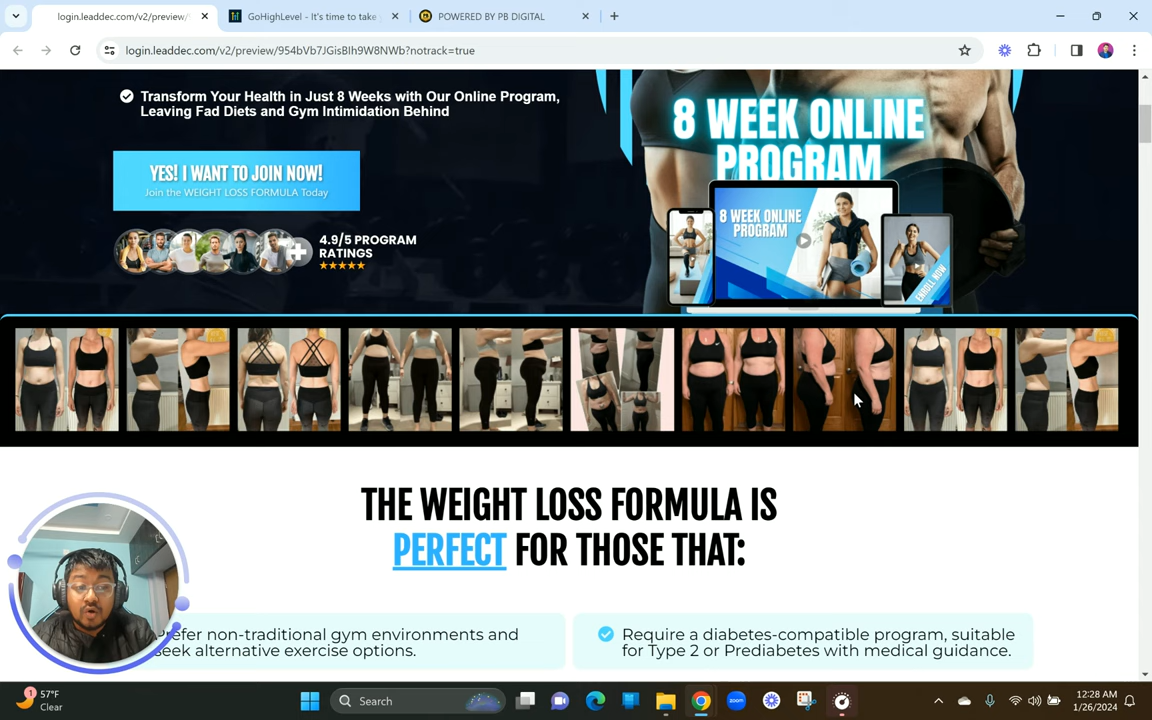 login.leaddec.com/v2/preview/
GoHighLevel - It's time to take
POWERED BY PB DIGITAL
login.leaddec.com/v2/preview/954bVb7JGisBIh9W8NWb?notrack=true
Transform Your Health in Just 8 Weeks with Our Online Program,
Leaving Fad Diets and Gym Intimidation Behind
YES! I WANT TO JOIN NOW!
Join the WEIGHT LOSS FORMULA Today
4.9/5 PROGRAM
RATINGS
8 WEEK ONLINE
PROGRAM
8 WEEK ONLINE
PROGRAM
ENROLL NOW
THE WEIGHT LOSS FORMULA IS
PERFECT FOR THOSE THAT:
Prefer non-traditional gym environments and
seek alternative exercise options.
Require a diabetes-compatible program, suitable
for Type 2 or Prediabetes with medical guidance.
1
57°F
Clear
Search
zoom
12:28 AM
1/26/2024